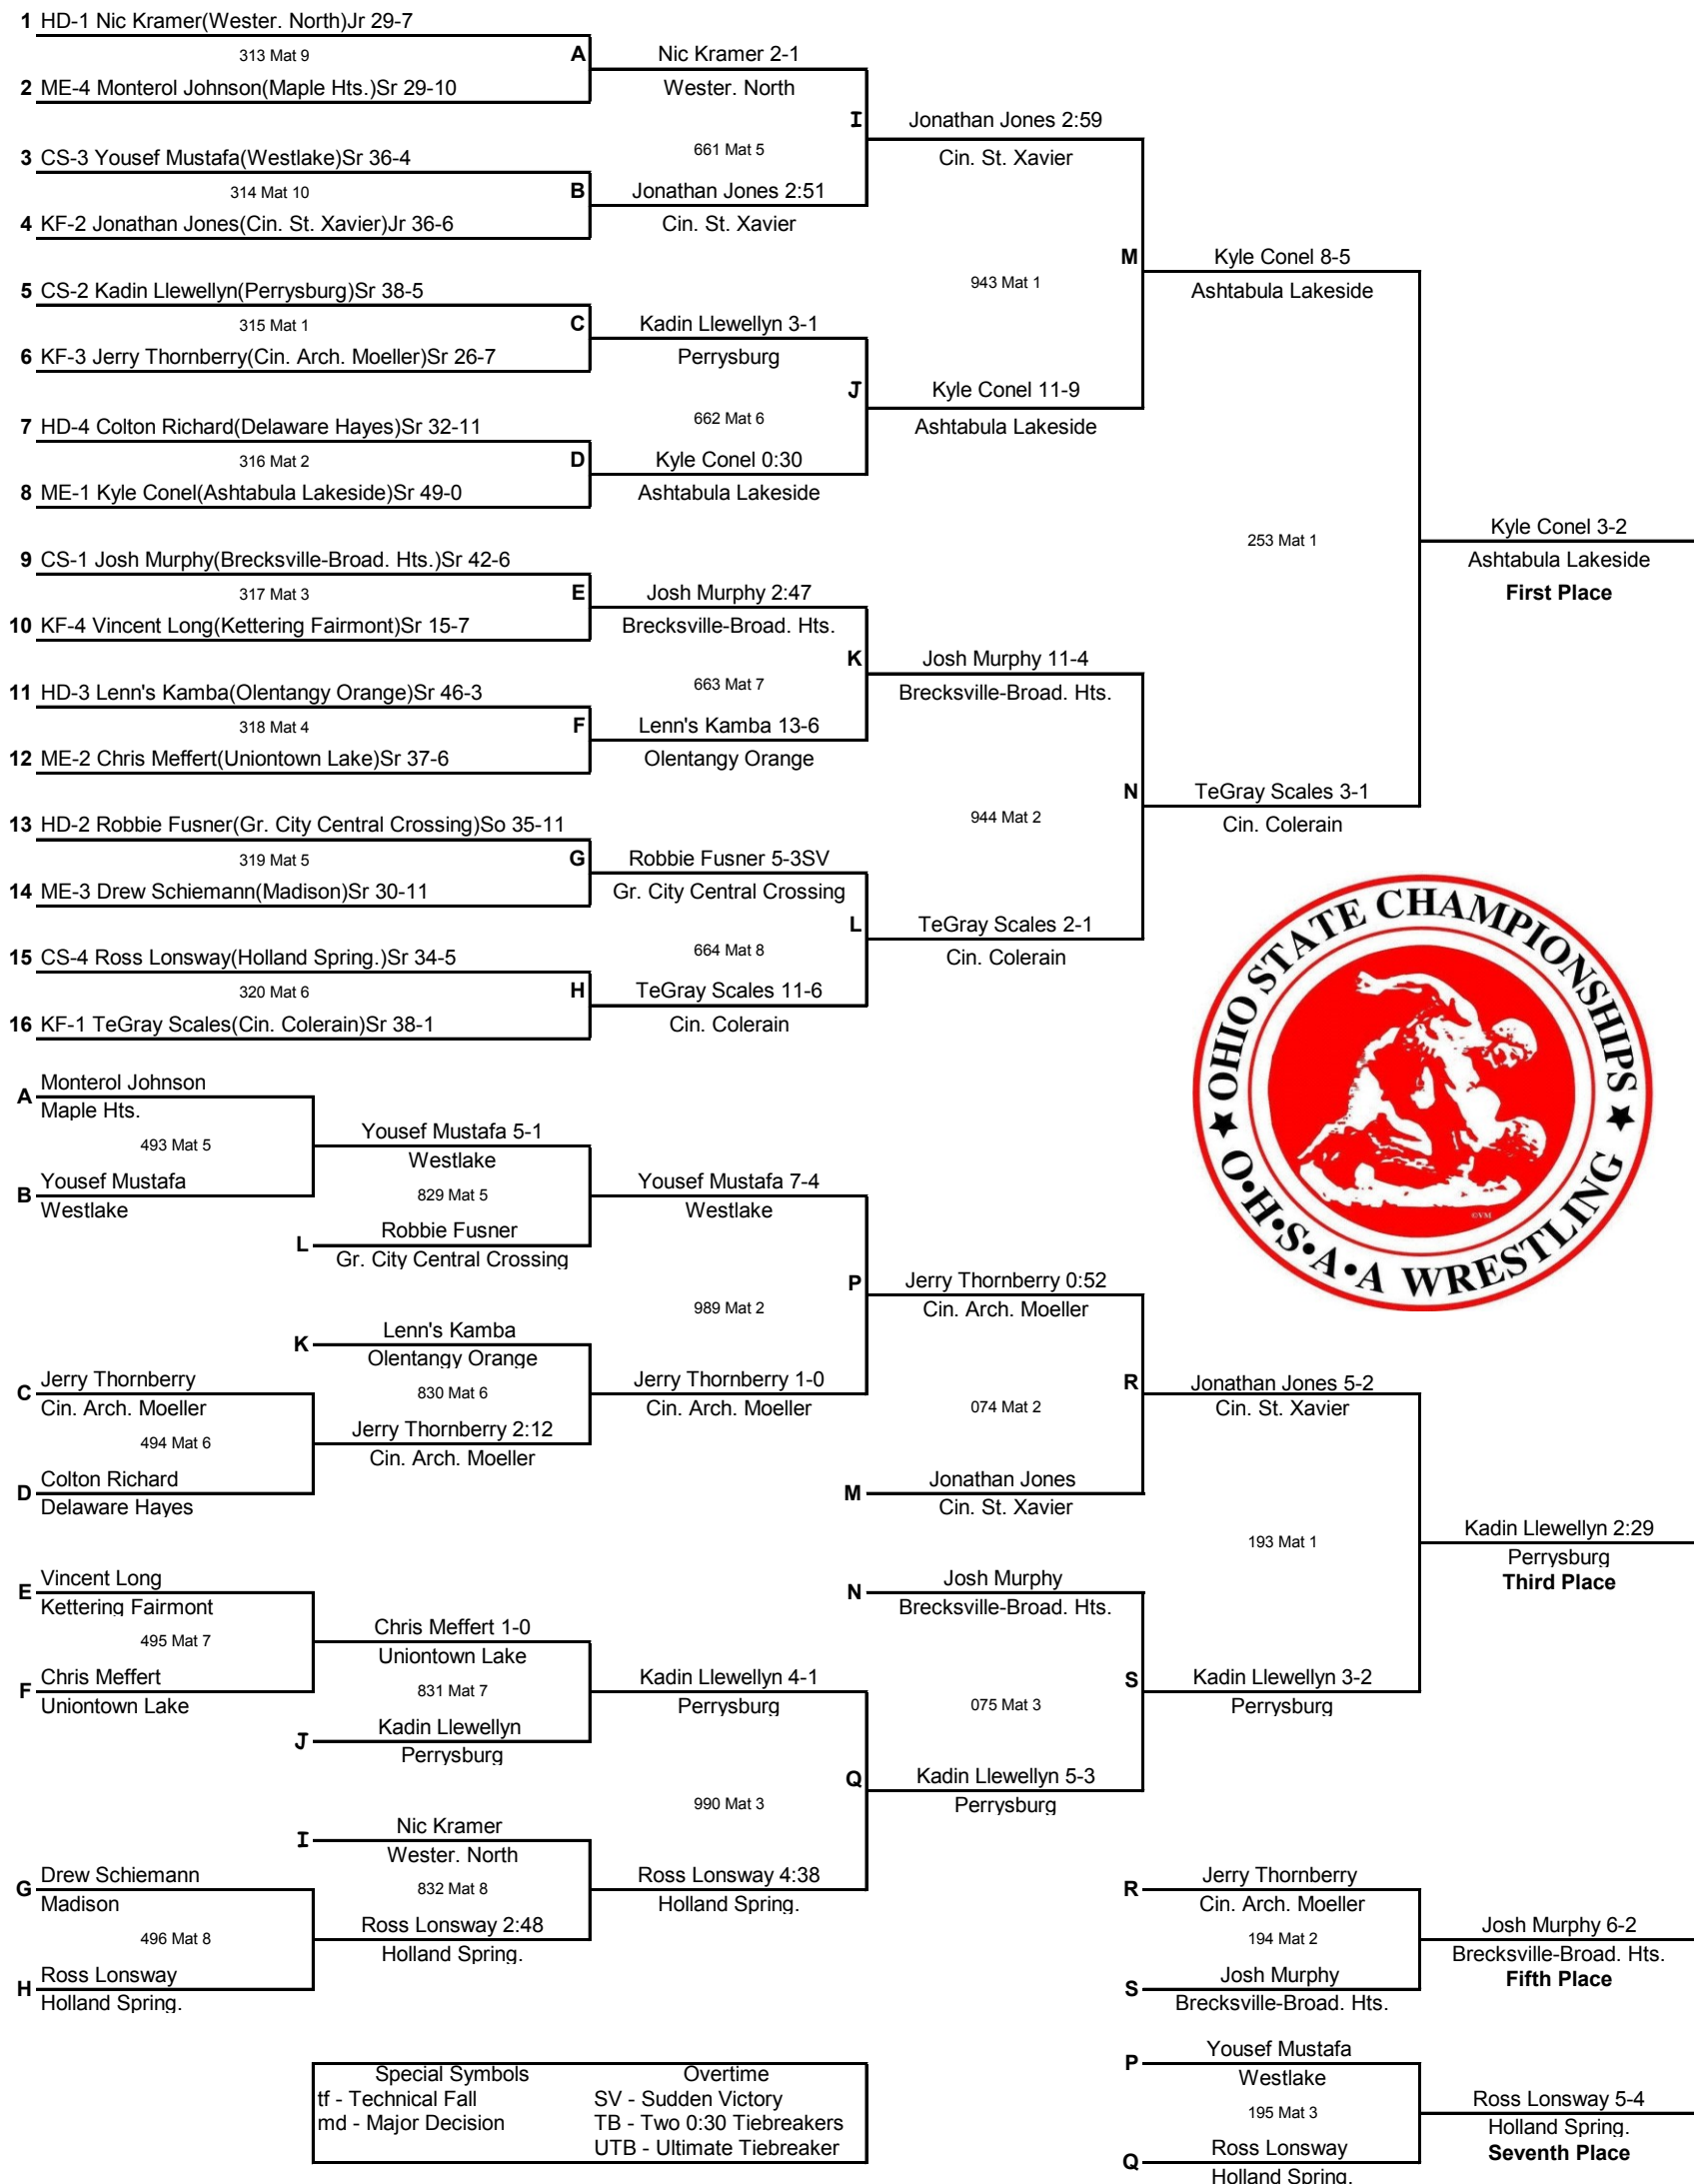 1 HD-1 Nic Kramer(Wester. North)Jr 29-7
313 Mat 9
A
2 ME-4 Monterol Johnson(Maple Hts.)Sr 29-10
Nic Kramer 2-1
Wester. North
3 CS-3 Yousef Mustafa(Westlake)Sr 36-4
314 Mat 10
B
4 KF-2 Jonathan Jones(Cin. St. Xavier)Jr 36-6
661 Mat 5
I
Jonathan Jones 2:51
Cin. St. Xavier
Jonathan Jones 2:59
Cin. St. Xavier
5 CS-2 Kadin Llewellyn(Perrysburg)Sr 38-5
315 Mat 1
C
6 KF-3 Jerry Thornberry(Cin. Arch. Moeller)Sr 26-7
Kadin Llewellyn 3-1
Perrysburg
943 Mat 1
M
Kyle Conel 8-5
Ashtabula Lakeside
7 HD-4 Colton Richard(Delaware Hayes)Sr 32-11
316 Mat 2
D
8 ME-1 Kyle Conel(Ashtabula Lakeside)Sr 49-0
662 Mat 6
J
Kyle Conel 0:30
Ashtabula Lakeside
Kyle Conel 11-9
Ashtabula Lakeside
9 CS-1 Josh Murphy(Brecksville-Broad. Hts.)Sr 42-6
317 Mat 3
E
10 KF-4 Vincent Long(Kettering Fairmont)Sr 15-7
Josh Murphy 2:47
Brecksville-Broad. Hts.
253 Mat 1
Kyle Conel 3-2
Ashtabula Lakeside
First Place
11 HD-3 Lenn's Kamba(Olentangy Orange)Sr 46-3
318 Mat 4
F
12 ME-2 Chris Meffert(Uniontown Lake)Sr 37-6
663 Mat 7
K
Lenn's Kamba 13-6
Olentangy Orange
Josh Murphy 11-4
Brecksville-Broad. Hts.
13 HD-2 Robbie Fusner(Gr. City Central Crossing)So 35-11
319 Mat 5
G
14 ME-3 Drew Schiemann(Madison)Sr 30-11
Robbie Fusner 5-3SV
Gr. City Central Crossing
944 Mat 2
N
TeGray Scales 3-1
Cin. Colerain
15 CS-4 Ross Lonsway(Holland Spring.)Sr 34-5
320 Mat 6
H
16 KF-1 TeGray Scales(Cin. Colerain)Sr 38-1
664 Mat 8
L
TeGray Scales 11-6
Cin. Colerain
TeGray Scales 2-1
Cin. Colerain
★ OHIO STATE CHAMPIONSHIPS ★
O•H•S•A•A WRESTLING
©VM
A Monterol Johnson
Maple Hts.
493 Mat 5
B Yousef Mustafa
Westlake
Yousef Mustafa 5-1
Westlake
829 Mat 5
L Robbie Fusner
Gr. City Central Crossing
Yousef Mustafa 7-4
Westlake
989 Mat 2
P
K Lenn's Kamba
Olentangy Orange
C Jerry Thornberry
Cin. Arch. Moeller
494 Mat 6
D Colton Richard
Delaware Hayes
830 Mat 6
Jerry Thornberry 2:12
Cin. Arch. Moeller
Jerry Thornberry 1-0
Cin. Arch. Moeller
Jerry Thornberry 0:52
Cin. Arch. Moeller
074 Mat 2
R
M Jonathan Jones
Cin. St. Xavier
Jonathan Jones 5-2
Cin. St. Xavier
193 Mat 1
Kadin Llewellyn 2:29
Perrysburg
Third Place
E Vincent Long
Kettering Fairmont
495 Mat 7
F Chris Meffert
Uniontown Lake
Chris Meffert 1-0
Uniontown Lake
831 Mat 7
J Kadin Llewellyn
Perrysburg
Kadin Llewellyn 4-1
Perrysburg
N Josh Murphy
Brecksville-Broad. Hts.
075 Mat 3
S
Kadin Llewellyn 3-2
Perrysburg
990 Mat 3
Q
Kadin Llewellyn 5-3
Perrysburg
I Nic Kramer
Wester. North
G Drew Schiemann
Madison
496 Mat 8
H Ross Lonsway
Holland Spring.
832 Mat 8
Ross Lonsway 2:48
Holland Spring.
Ross Lonsway 4:38
Holland Spring.
R Jerry Thornberry
Cin. Arch. Moeller
194 Mat 2
S Josh Murphy
Brecksville-Broad. Hts.
Josh Murphy 6-2
Brecksville-Broad. Hts.
Fifth Place
P Yousef Mustafa
Westlake
195 Mat 3
Q Ross Lonsway
Holland Spring.
Ross Lonsway 5-4
Holland Spring.
Seventh Place
Special Symbols Overtime
tf - Technical Fall SV - Sudden Victory
md - Major Decision TB - Two 0:30 Tiebreakers
UTB - Ultimate Tiebreaker